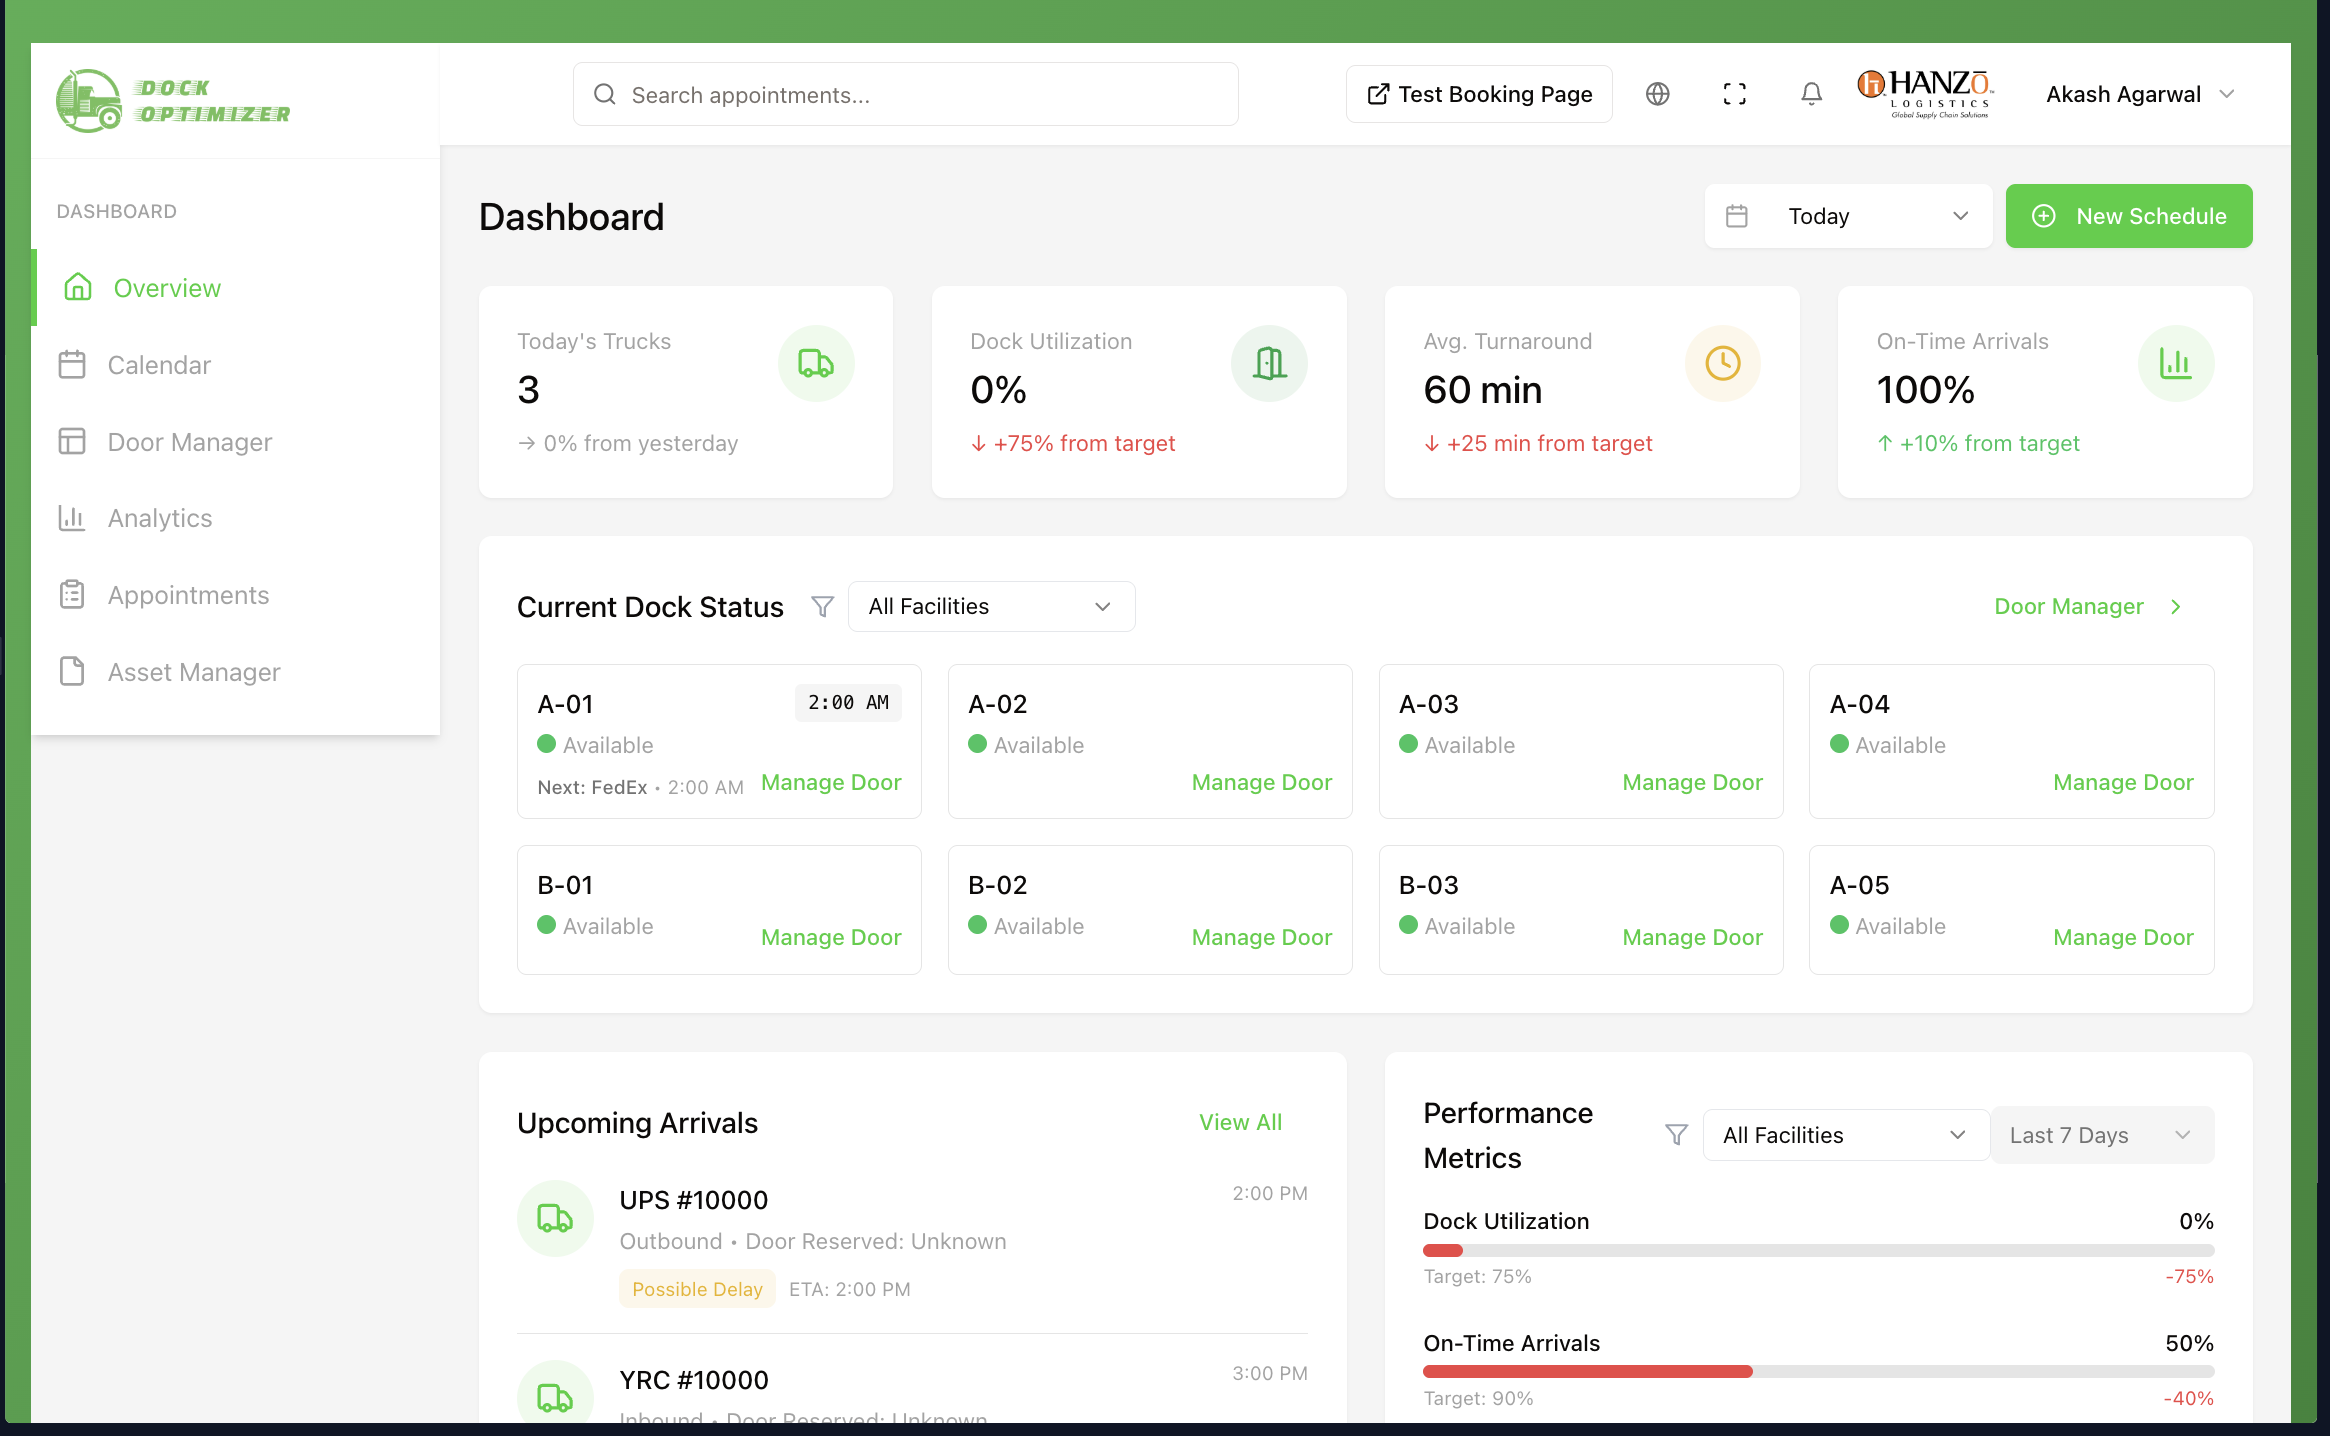 DOCK
OPTIMIZER
Search appointments...
Test Booking Page
HANZŌ
LOGISTICS
Global Supply Chain Solutions
Akash Agarwal
DASHBOARD
Overview
Calendar
Door Manager
Analytics
Appointments
Asset Manager
Dashboard
Today
New Schedule
Today's Trucks
3
→ 0% from yesterday
Dock Utilization
0%
↓ +75% from target
Avg. Turnaround
60 min
↓ +25 min from target
On-Time Arrivals
100%
↑ +10% from target
Current Dock Status
All Facilities
Door Manager
A-01
2:00 AM
Available
Next: FedEx • 2:00 AM
Manage Door
A-02
Available
Manage Door
A-03
Available
Manage Door
A-04
Available
Manage Door
B-01
Available
Manage Door
B-02
Available
Manage Door
B-03
Available
Manage Door
A-05
Available
Manage Door
Upcoming Arrivals
View All
UPS #10000
2:00 PM
Outbound • Door Reserved: Unknown
Possible Delay
ETA: 2:00 PM
YRC #10000
3:00 PM
Inbound • Door Reserved: Unknown
Performance
Metrics
All Facilities
Last 7 Days
Dock Utilization
0%
Target: 75%
-75%
On-Time Arrivals
50%
Target: 90%
-40%